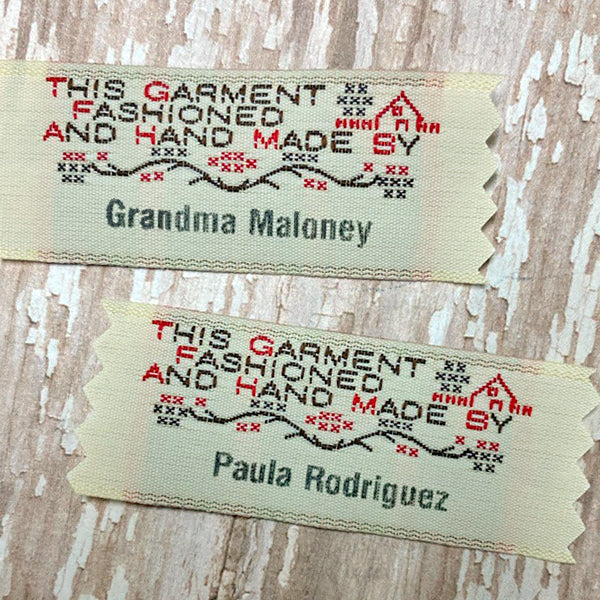 This Garment
Fashioned
And Hand Made By
Grandma Maloney
This Garment
Fashioned
And Hand Made By
Paula Rodriguez